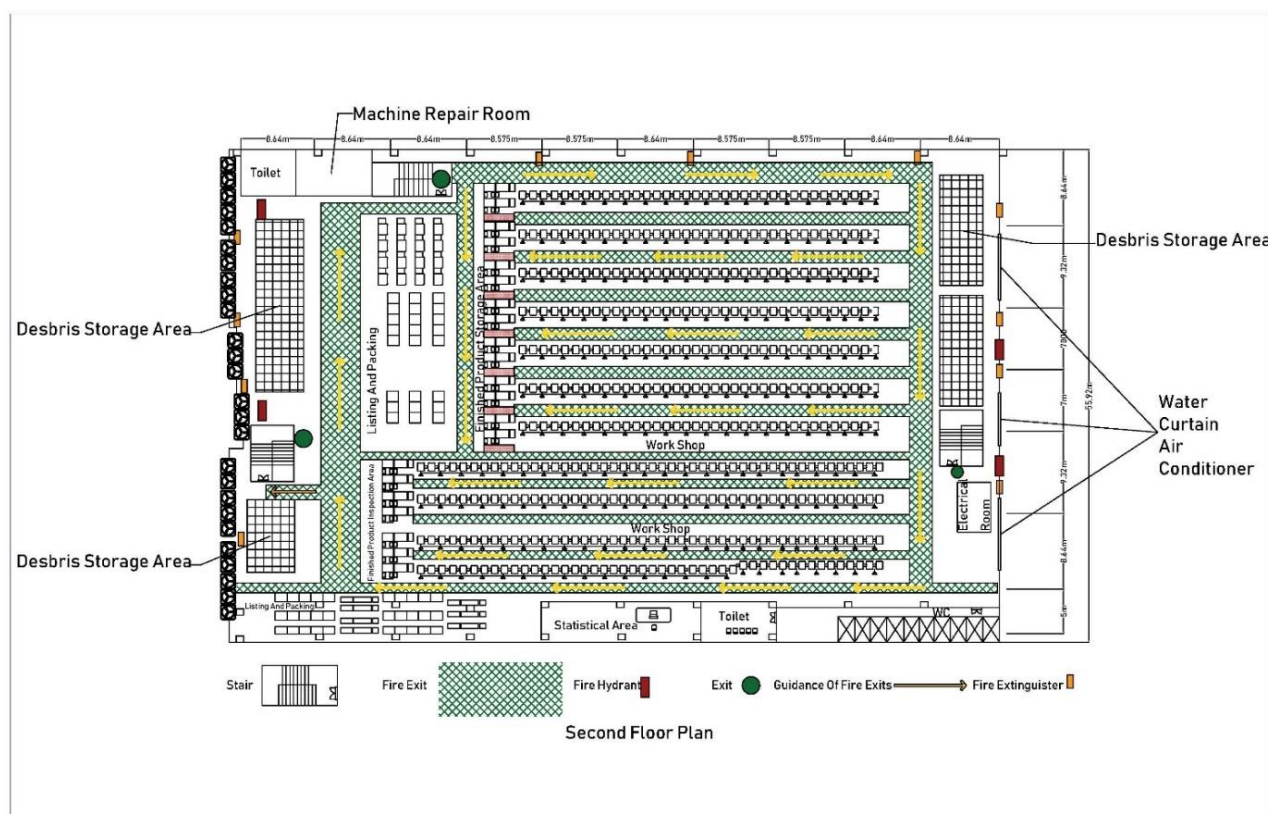 Machine Repair Room
8.64m
8.64m
8.64m
8.575m
8.575m
8.64m
8.575m
8.575m
8.64m
8.64m
Toilet
8.64m
Desbris Storage Area
9.32m
Finished Product Storage Area
Desbris Storage Area
Listing And Packing
7000
7m
55.92m
Water
Curtain
Air
Conditioner
Work Shop
9.32m
Finished Product Inspection Area
Electrical
Room
Work Shop
Desbris Storage Area
8.64m
Listing And Packing
Statistical Area
Toilet
WC
5m
Stair
Fire Exit
Fire Hydrant
Exit
Guidance Of Fire Exits
Fire Extinguister
Second Floor Plan